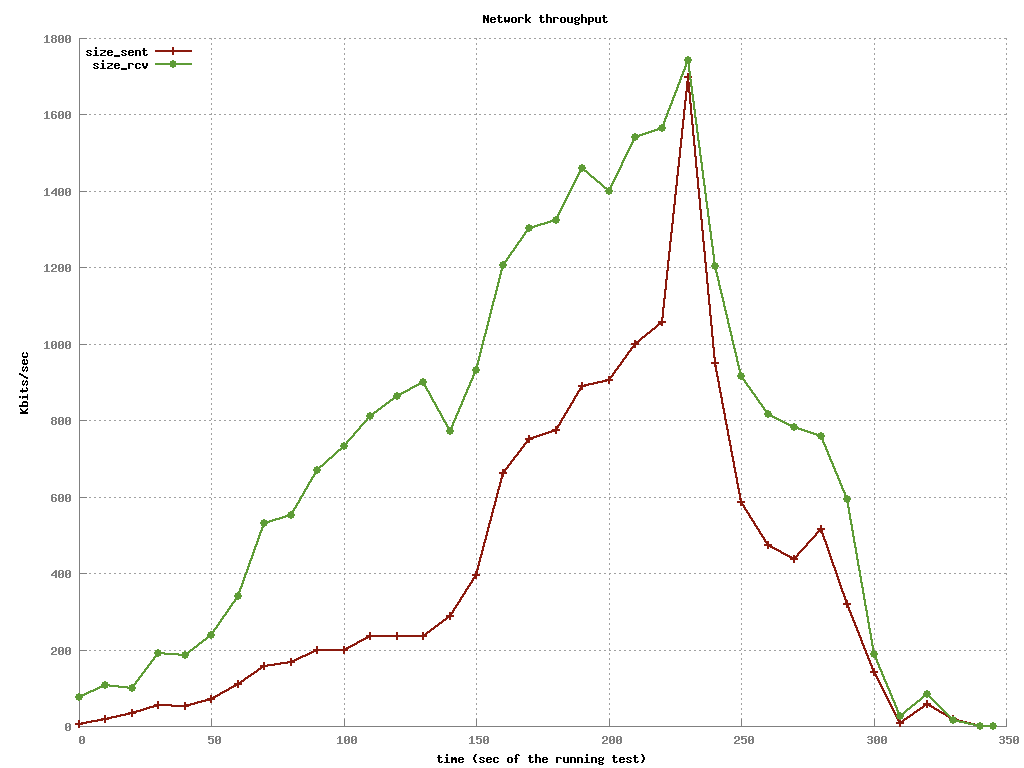 Network throughput
size_sent
size_rcv
1800
1600
1400
1200
1000
800
600
400
200
0
Kbits/sec
0 50 100 150 200 250 300 350
time (sec of the running test)